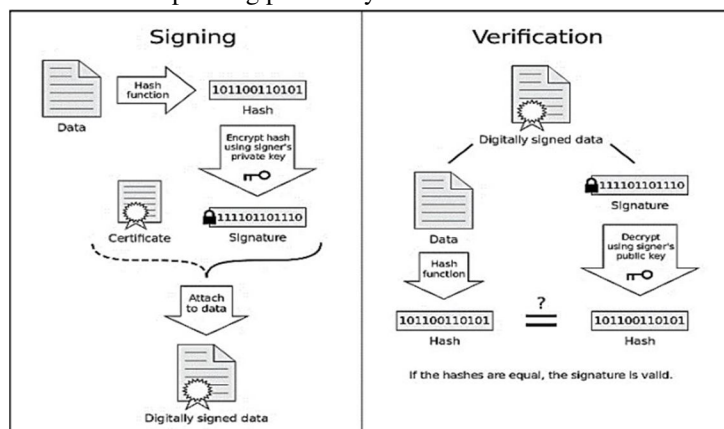 Signing
Data
Hash
function
101100110101
Hash
Encrypt hash
using signer's
private key
Certificate
111101101110
Signature
Attach
to data
Digitally signed data
Verification
Digitally signed data
Data
111101101110
Signature
Hash
function
Decrypt
using signer's
public key
101100110101
Hash
?
=
101100110101
Hash
If the hashes are equal, the signature is valid.